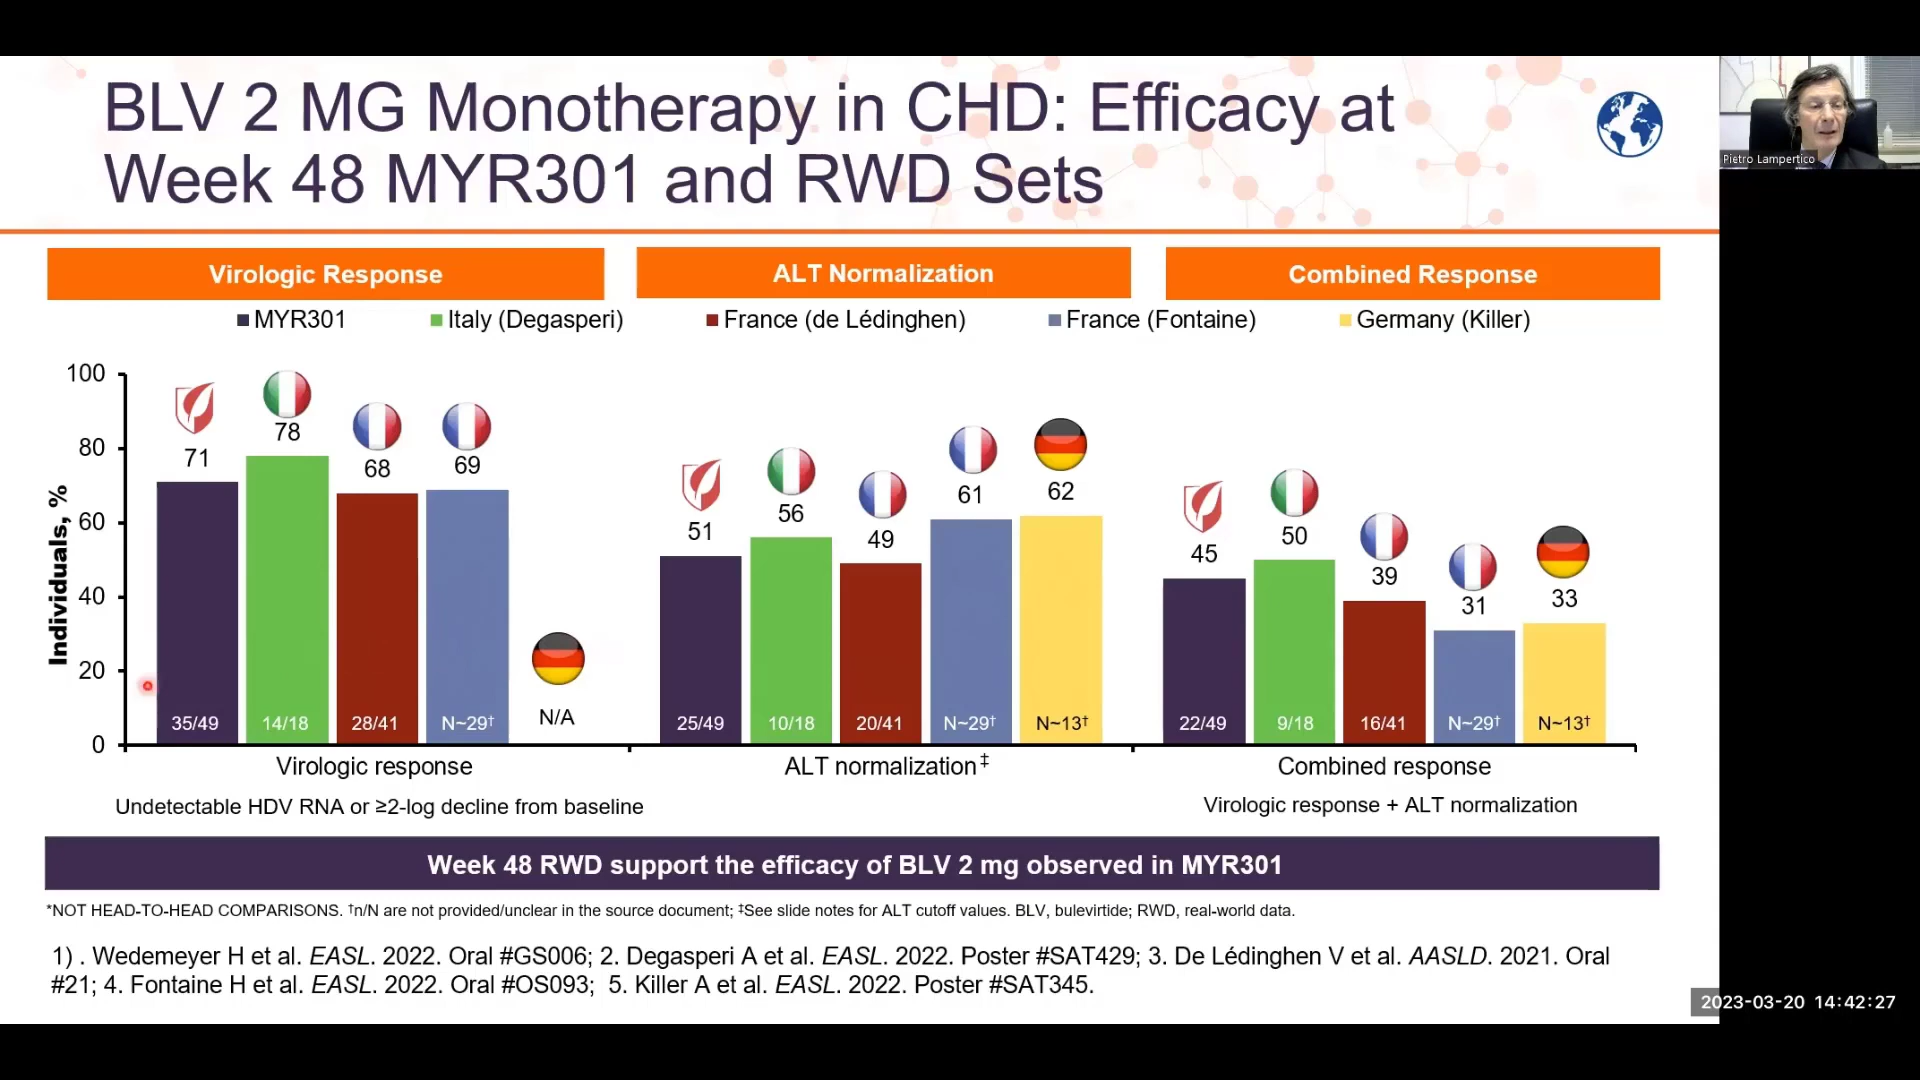 BLV 2 MG Monotherapy in CHD: Efficacy at
Week 48 MYR301 and RWD Sets
Pietro Lampertico
Virologic Response
ALT Normalization
Combined Response
MYR301
Italy (Degasperi)
France (de Lédinghen)
France (Fontaine)
Germany (Killer)
Individuals, %
100
80
60
40
20
0
71
78
68
69
N/A
35/49
14/18
28/41
N~29†
51
56
49
61
62
25/49
10/18
20/41
N~29†
N~13†
45
50
39
31
33
22/49
9/18
16/41
N~29†
N~13†
Virologic response
ALT normalization‡
Combined response
Undetectable HDV RNA or ≥2-log decline from baseline
Virologic response + ALT normalization
Week 48 RWD support the efficacy of BLV 2 mg observed in MYR301
*NOT HEAD-TO-HEAD COMPARISONS. †n/N are not provided/unclear in the source document; ‡See slide notes for ALT cutoff values. BLV, bulevirtide; RWD, real-world data.
1) . Wedemeyer H et al. EASL. 2022. Oral #GS006; 2. Degasperi A et al. EASL. 2022. Poster #SAT429; 3. De Lédinghen V et al. AASLD. 2021. Oral
#21; 4. Fontaine H et al. EASL. 2022. Oral #OS093;  5. Killer A et al. EASL. 2022. Poster #SAT345.
2023-03-20 14:42:27